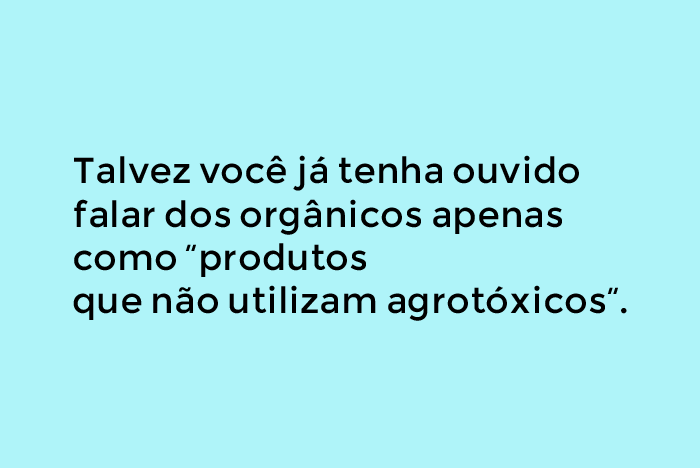 Talvez você já tenha ouvido
falar dos orgânicos apenas
como “produtos
que não utilizam agrotóxicos”.